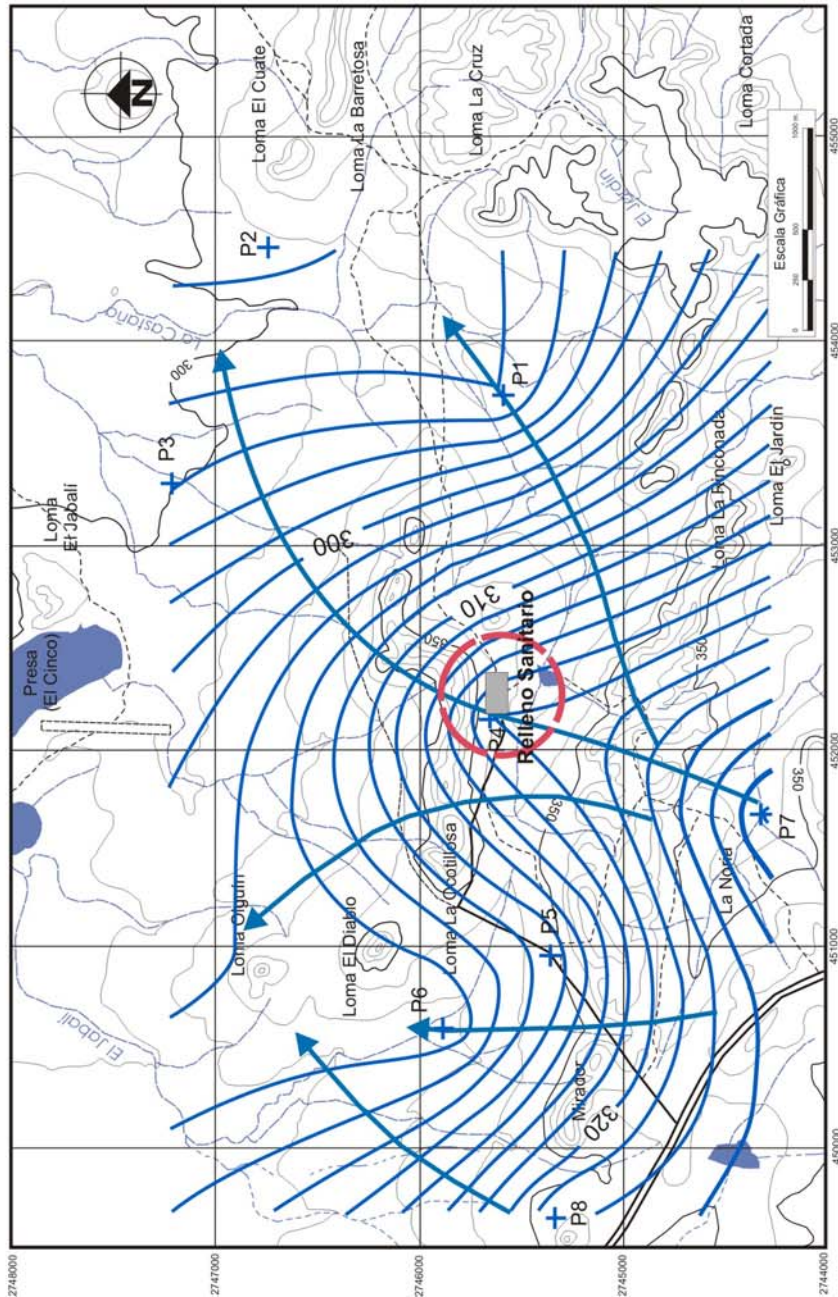 2748000
Presa
(El Cinco)
Loma
El Jabalí
El Jabalí
P3
La Castaña
300
N
2747000
Loma Olguín
P2
Loma El Cuate
300
Loma El Diablo
Loma La Barretosa
2746000
P6
Loma La Ocotillosa
350
310
Loma La Cruz
P4
P1
Relleno Sanitario
P5
350
P8
Mirador
320
El Jardín
2745000
350
La Noria
Loma La Rinconada
Loma Cortada
P7
350
Loma El Jardín
Escala Gráfica
0
250
500
1000 m.
2744000
450000
451000
452000
453000
454000
455000